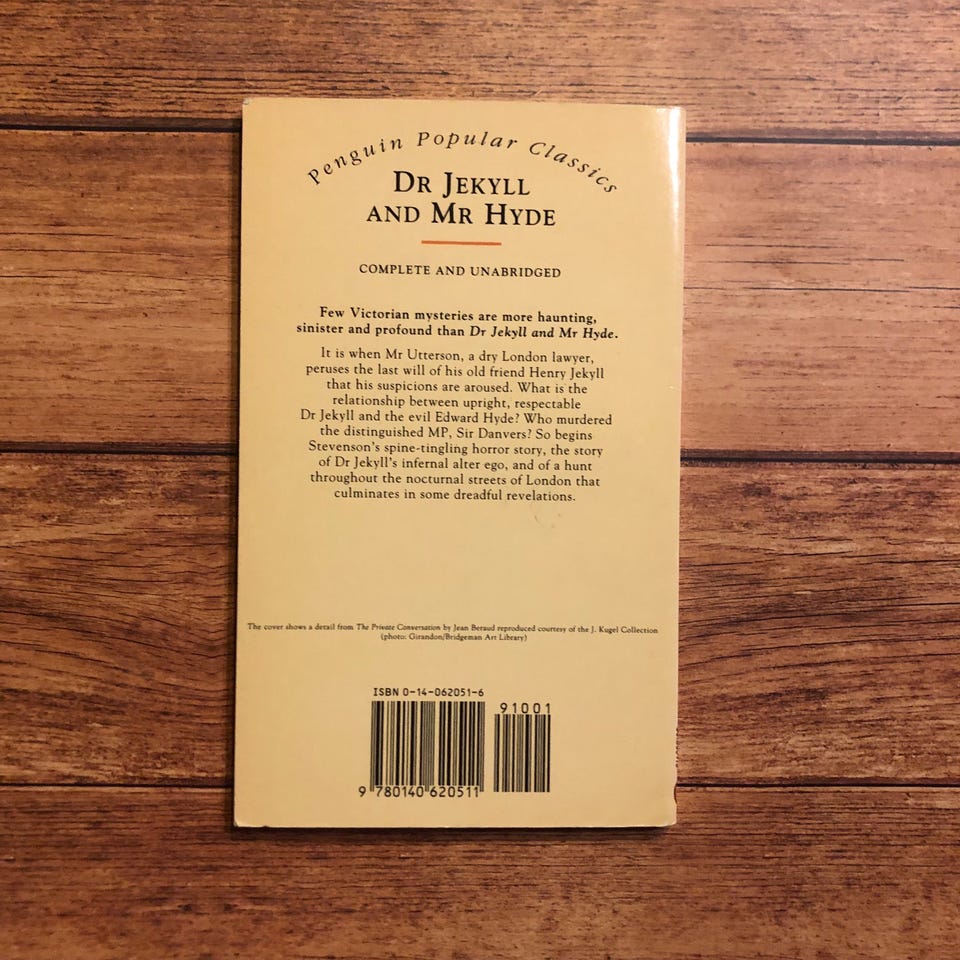 Penguin Popular Classics
DR JEKYLL
AND MR HYDE
COMPLETE AND UNABRIDGED
Few Victorian mysteries are more haunting,
sinister and profound than Dr Jekyll and Mr Hyde.
It is when Mr Utterson, a dry London lawyer,
peruses the last will of his old friend Henry Jekyll
that his suspicions are aroused. What is the
relationship between upright, respectable
Dr Jekyll and the evil Edward Hyde? Who murdered
the distinguished MP, Sir Danvers? So begins
Stevenson's spine-tingling horror story, the story
of Dr Jekyll's infernal alter ego, and of a hunt
throughout the nocturnal streets of London that
culminates in some dreadful revelations.
The cover shows a detail from The Private Conversation by Jean Beraud reproduced courtesy of the J. Kugel Collection
(photo: Girandon/Bridgeman Art Library)
ISBN 0-14-062051-6
91001
9 780140 620511